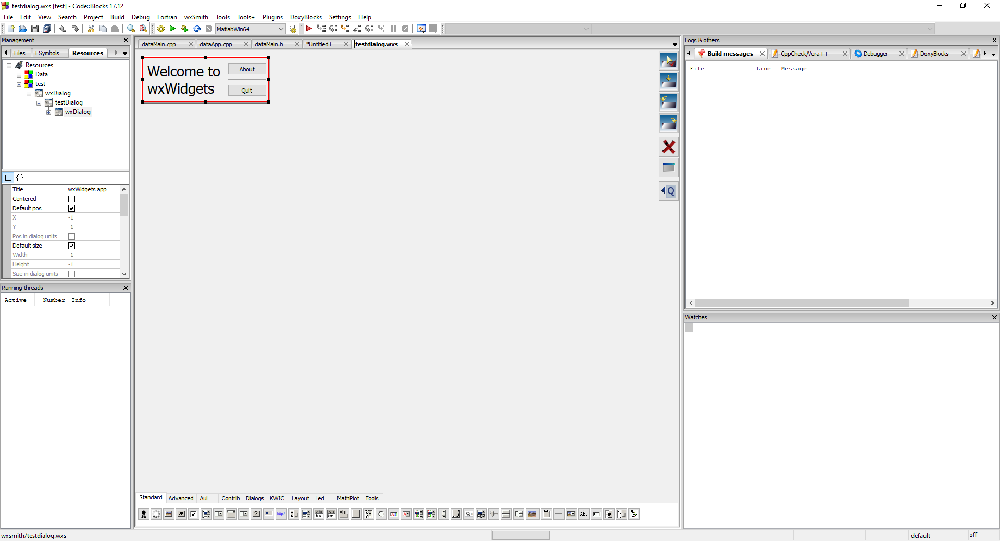 testdialog.wxs [test] - Code::Blocks 17.12
File Edit View Search Project Build Debug Fortran wxSmith Tools Tools+ Plugins DoxyBlocks Settings Help
MatlabWin64
Management
Files FSymbols Resources
Resources
Data
test
wxDialog
testDialog
wxDialog
{}
Title wxWidgets app
Centered
Default pos
X -1
Y -1
Pos in dialog units
Default size
Width -1
Height -1
Size in dialog units
Running threads
Active Number Info
dataMain.cpp dataApp.cpp dataMain.h *Untitled1 testdialog.wxs
Welcome to
wxWidgets
About
Quit
Q
Standard Advanced Aui Contrib Dialogs KWIC Layout Led MathPlot Tools
OK ? http:/ Abc OK
Logs & others
Build messages CppCheck/Vera++ Debugger DoxyBlocks
File Line Message
Watches
wxsmith/testdialog.wxs default off